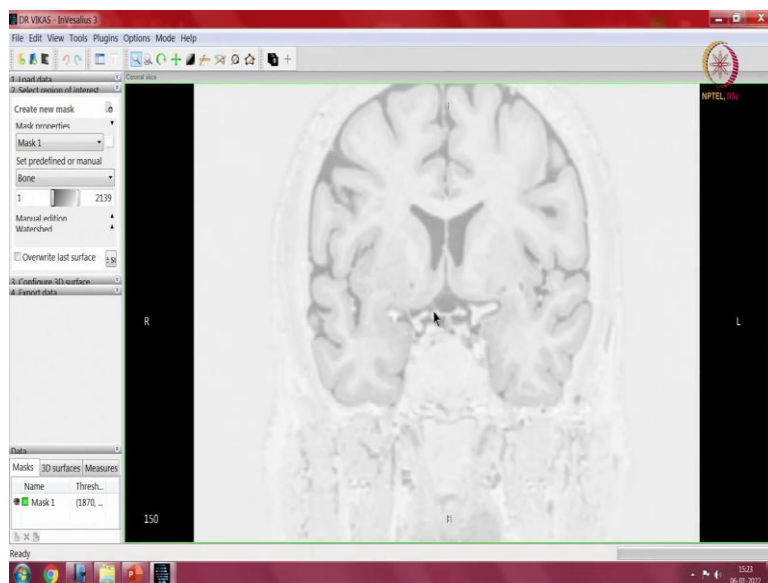 DR VIKAS - InVesalius 3
File Edit View Tools Plugins Options Mode Help
NPTEL, IISc
1. Load data
Coronal slice
2. Select region of interest
Create new mask
Mask properties
Mask 1
Set predefined or manual
Bone
1 2139
Manual edition
Watershed
Overwrite last surface
3. Configure 3D surface
4. Export data
R
L
Data
Masks 3D surfaces Measures
Name Thresh...
Mask 1 (1870, ...
150
Ready
15:23
06-01-2022